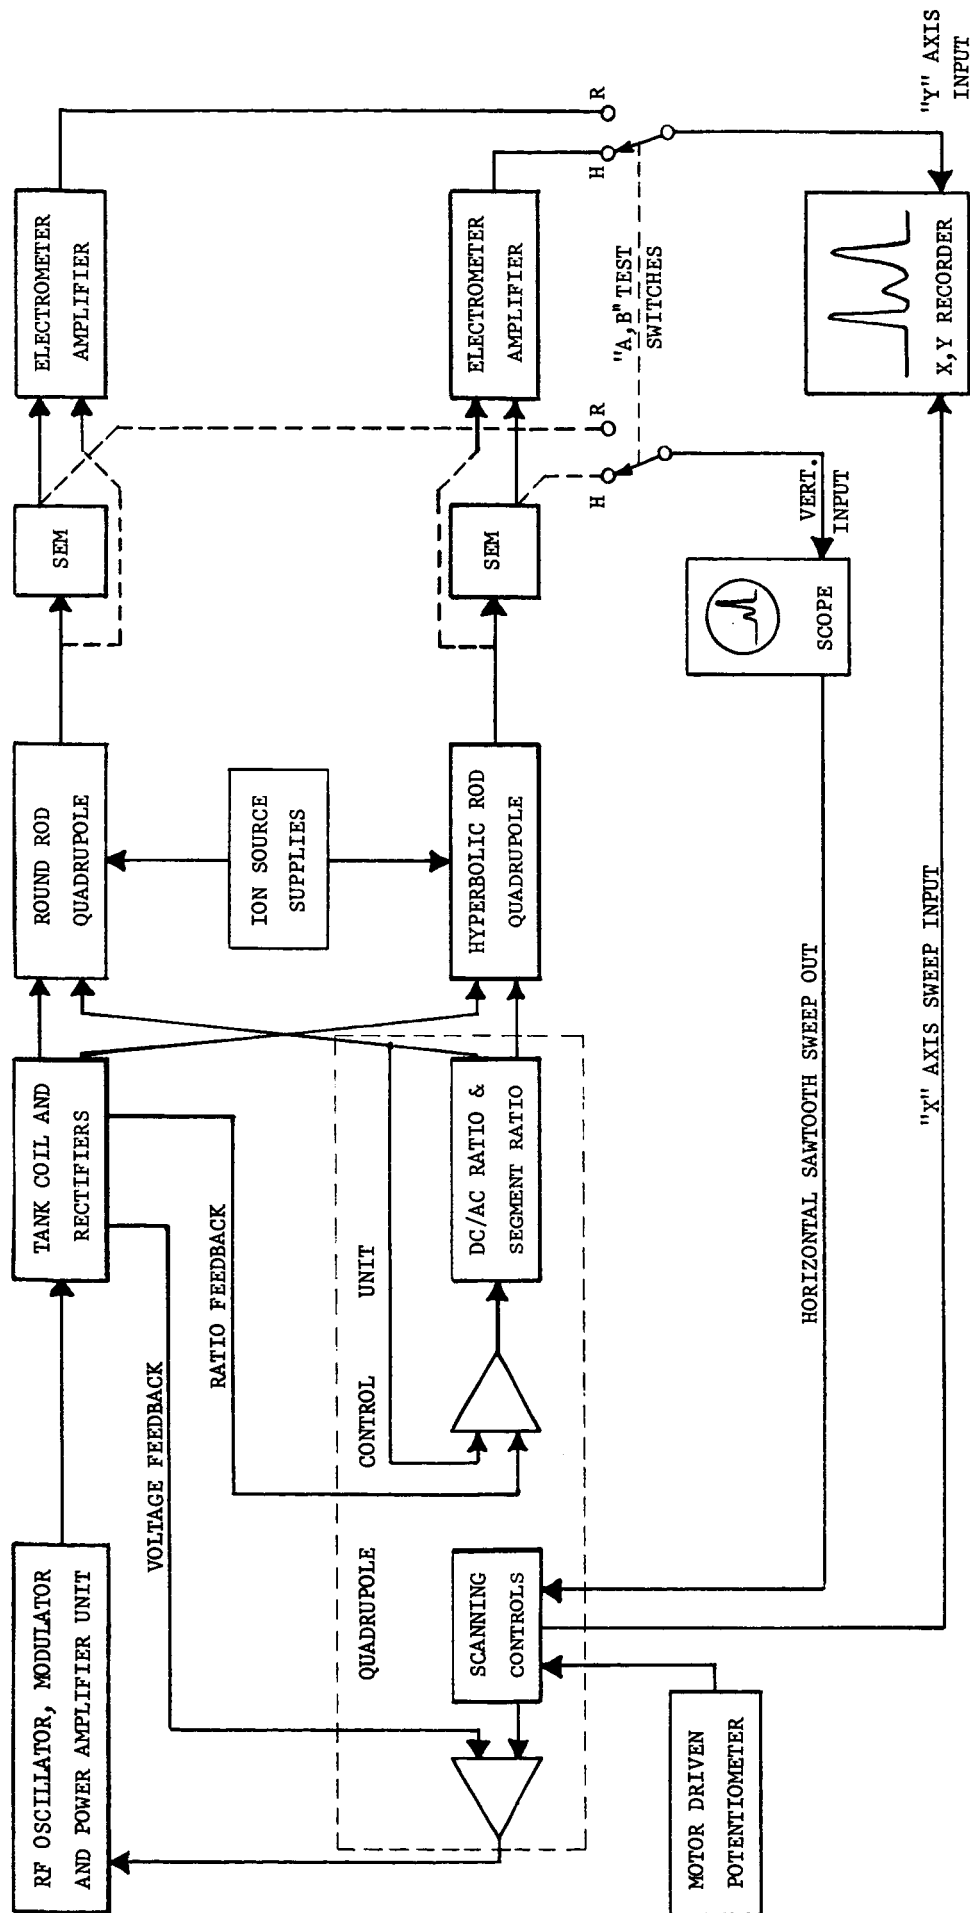 RF OSCILLATOR, MODULATOR
AND POWER AMPLIFIER UNIT
TANK COIL AND
RECTIFIERS
ROUND ROD
QUADRUPOLE
SEM
ELECTROMETER
AMPLIFIER
VOLTAGE FEEDBACK
RATIO FEEDBACK
ION SOURCE
SUPPLIES
QUADRUPOLE CONTROL UNIT
SCANNING
CONTROLS
DC/AC RATIO &
SEGMENT RATIO
HYPERBOLIC ROD
QUADRUPOLE
SEM
ELECTROMETER
AMPLIFIER
H
R
H
R
"A,B" TEST
SWITCHES
MOTOR DRIVEN
POTENTIOMETER
HORIZONTAL SAWTOOTH SWEEP OUT
SCOPE
VERT.
INPUT
"X" AXIS SWEEP INPUT
X,Y RECORDER
"Y" AXIS
INPUT